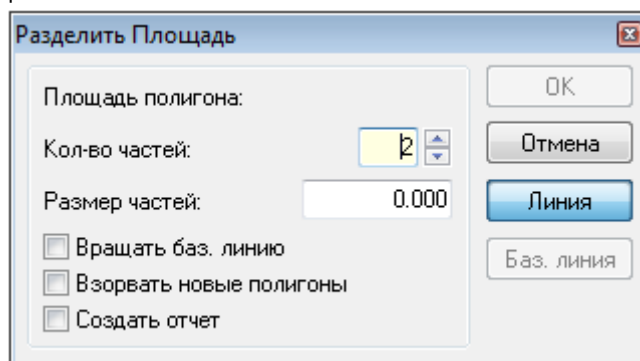 Разделить Площадь
Площадь полигона:
OK
Кол-во частей: 2
Отмена
Размер частей: 0.000
Линия
Вращать баз. линию
Баз. линия
Взорвать новые полигоны
Создать отчет